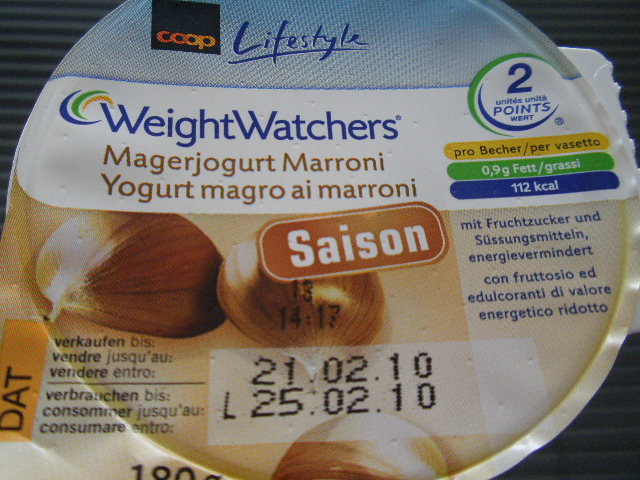 coop Lifestyle
WeightWatchers®
Magerjogurt Marroni
Yogurt magro ai marroni
2
unités unità
POINTS
WERT ®
pro Becher/per vasetto
0,9g Fett/grassi
112 kcal
Saison
mit Fruchtzucker und
Süssungsmitteln,
energievermindert
con fruttosio ed
edulcoranti di valore
energetico ridotto
13
14:17
DAT
verkaufen bis:
vendre jusqu'au:
vendere entro:
21.02.10
verbrauchen bis:
consommer jusqu'au:
consumare entro:
L 25.02.10
180g